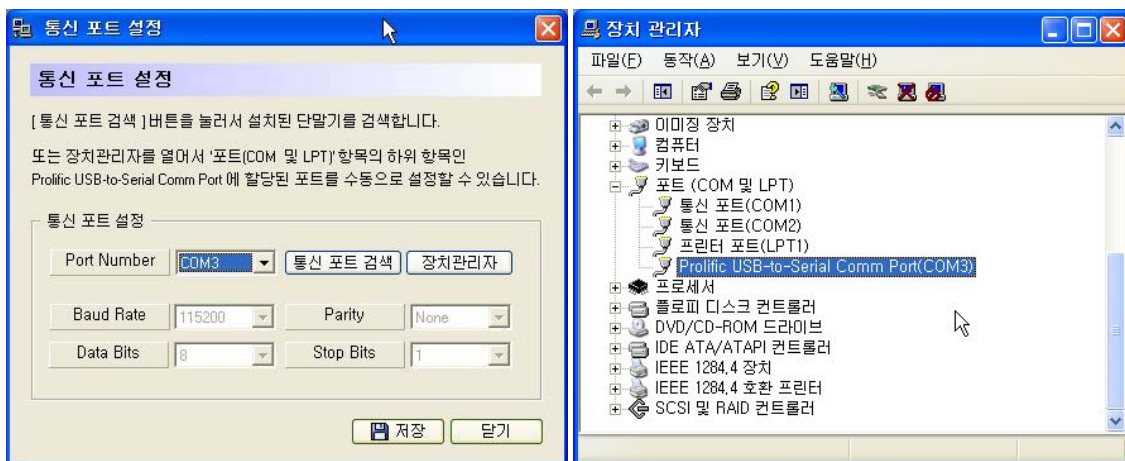 통신 포트 설정
통신 포트 설정
[ 통신 포트 검색 ]버튼을 눌러서 설치된 단말기를 검색합니다.
또는 장치관리자를 열어서 '포트(COM 및 LPT)'항목의 하위 항목인
Prolific USB-to-Serial Comm Port 에 할당된 포트를 수동으로 설정할 수 있습니다.
통신 포트 설정
Port Number COM3 통신 포트 검색 장치관리자
Baud Rate 115200 Parity None
Data Bits 8 Stop Bits 1
저장 닫기
장치 관리자
파일(F) 동작(A) 보기(V) 도움말(H)
이미징 장치
컴퓨터
키보드
포트 (COM 및 LPT)
통신 포트(COM1)
통신 포트(COM2)
프린터 포트(LPT1)
Prolific USB-to-Serial Comm Port(COM3)
프로세서
플로피 디스크 컨트롤러
DVD/CD-ROM 드라이브
IDE ATA/ATAPI 컨트롤러
IEEE 1284,4 장치
IEEE 1284,4 호환 프린터
SCSI 및 RAID 컨트롤러